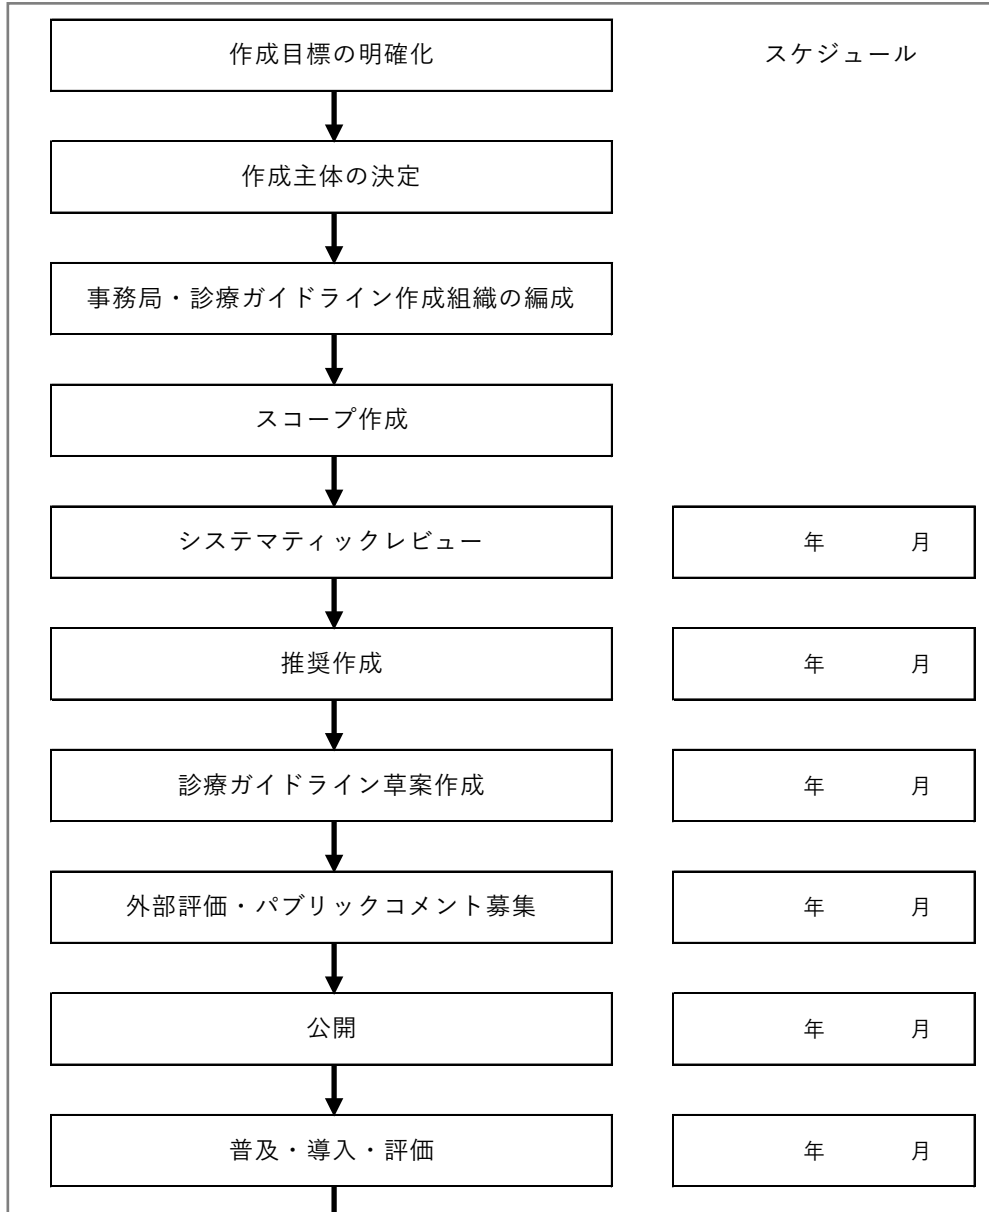 作成目標の明確化 スケジュール
作成主体の決定
事務局・診療ガイドライン作成組織の編成
スコープ作成
システマティックレビュー 年 月
推奨作成 年 月
診療ガイドライン草案作成 年 月
外部評価・パブリックコメント募集 年 月
公開 年 月
普及・導入・評価 年 月